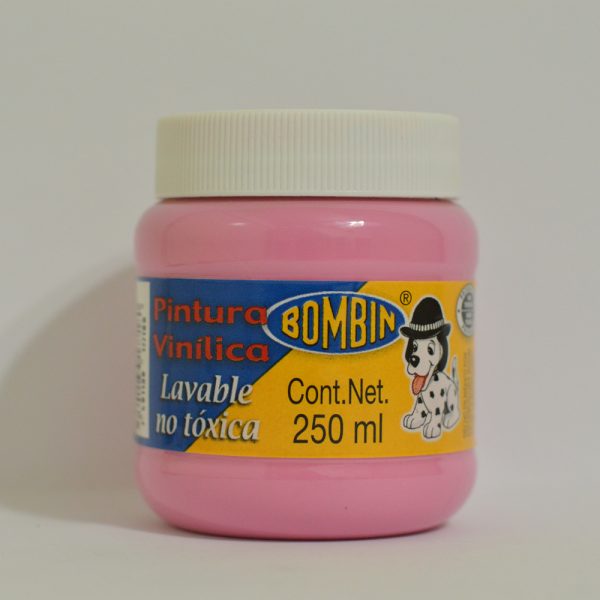 Pintura
Vinílica
Lavable
no tóxica
BOMBIN®
Cont.Net.
250 ml